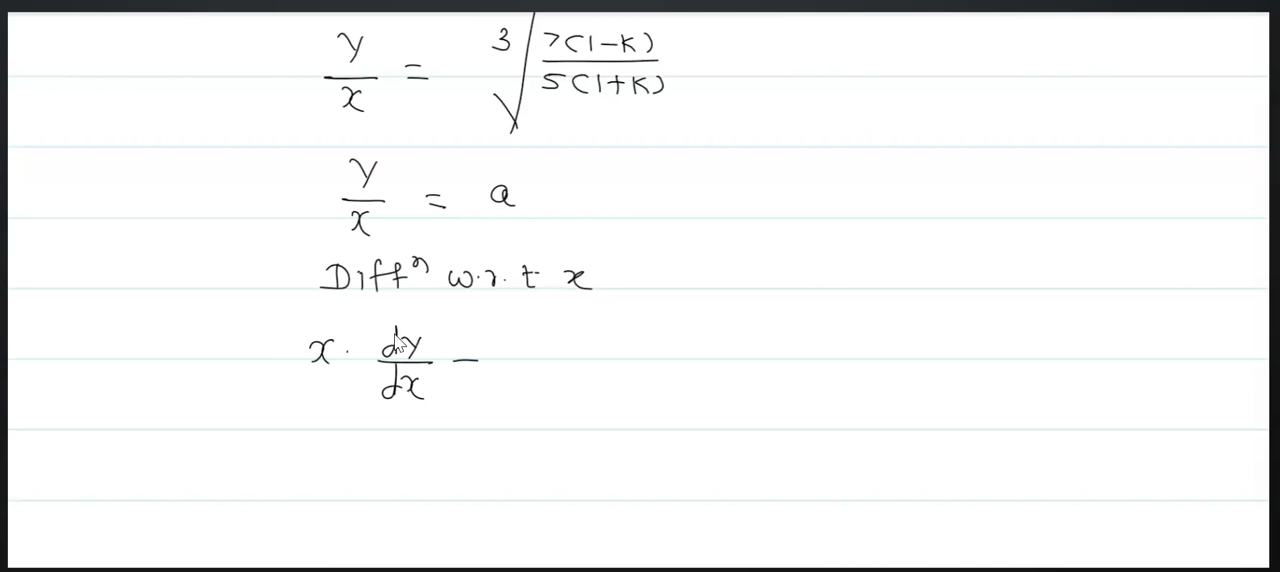 y/x = ∛(7(1-k)/5(1+k))
y/x = a
Diffⁿ w.r.t x
x · dy/dx -